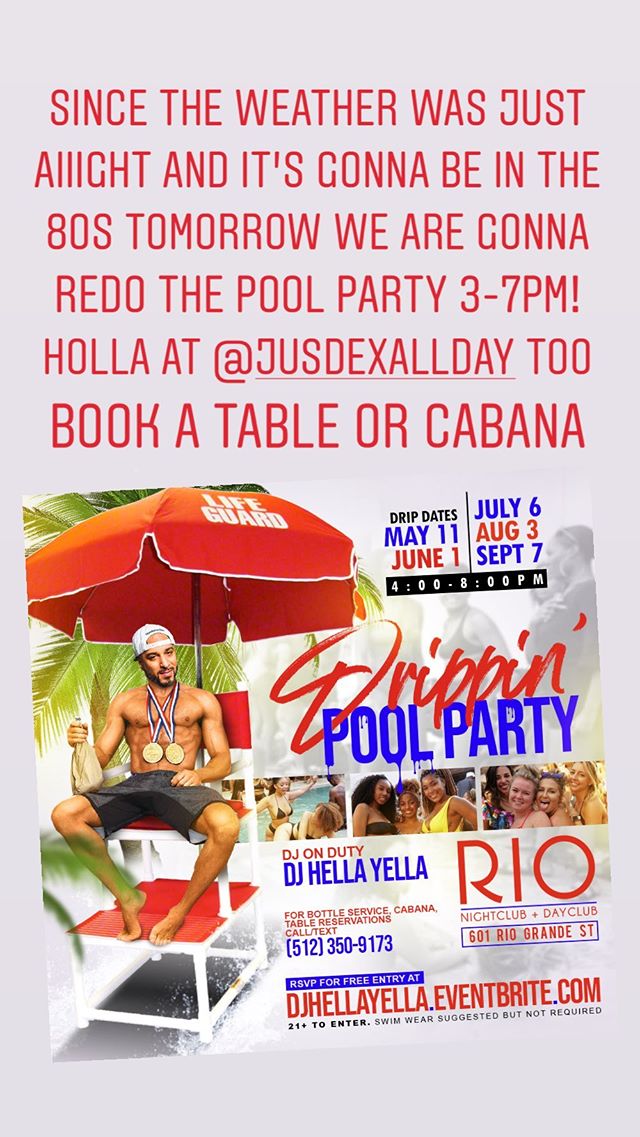 SINCE THE WEATHER WAS JUST
AIIIGHT AND IT'S GONNA BE IN THE
80S TOMORROW WE ARE GONNA
REDO THE POOL PARTY 3-7PM!
HOLLA AT @JUSDEXALLDAY TOO
BOOK A TABLE OR CABANA
LIFE
GUARD
DRIP DATES
MAY 11
JUNE 1
JULY 6
AUG 3
SEPT 7
4:00-8:00PM
Drippin'
POOL PARTY
DJ ON DUTY
DJ HELLA YELLA
FOR BOTTLE SERVICE, CABANA,
TABLE RESERVATIONS
CALL/TEXT
(512) 350-9173
RIO
NIGHTCLUB + DAYCLUB
601 RIO GRANDE ST
RSVP FOR FREE ENTRY AT
DJHELLAYELLA.EVENTBRITE.COM
21+ TO ENTER. SWIM WEAR SUGGESTED BUT NOT REQUIRED